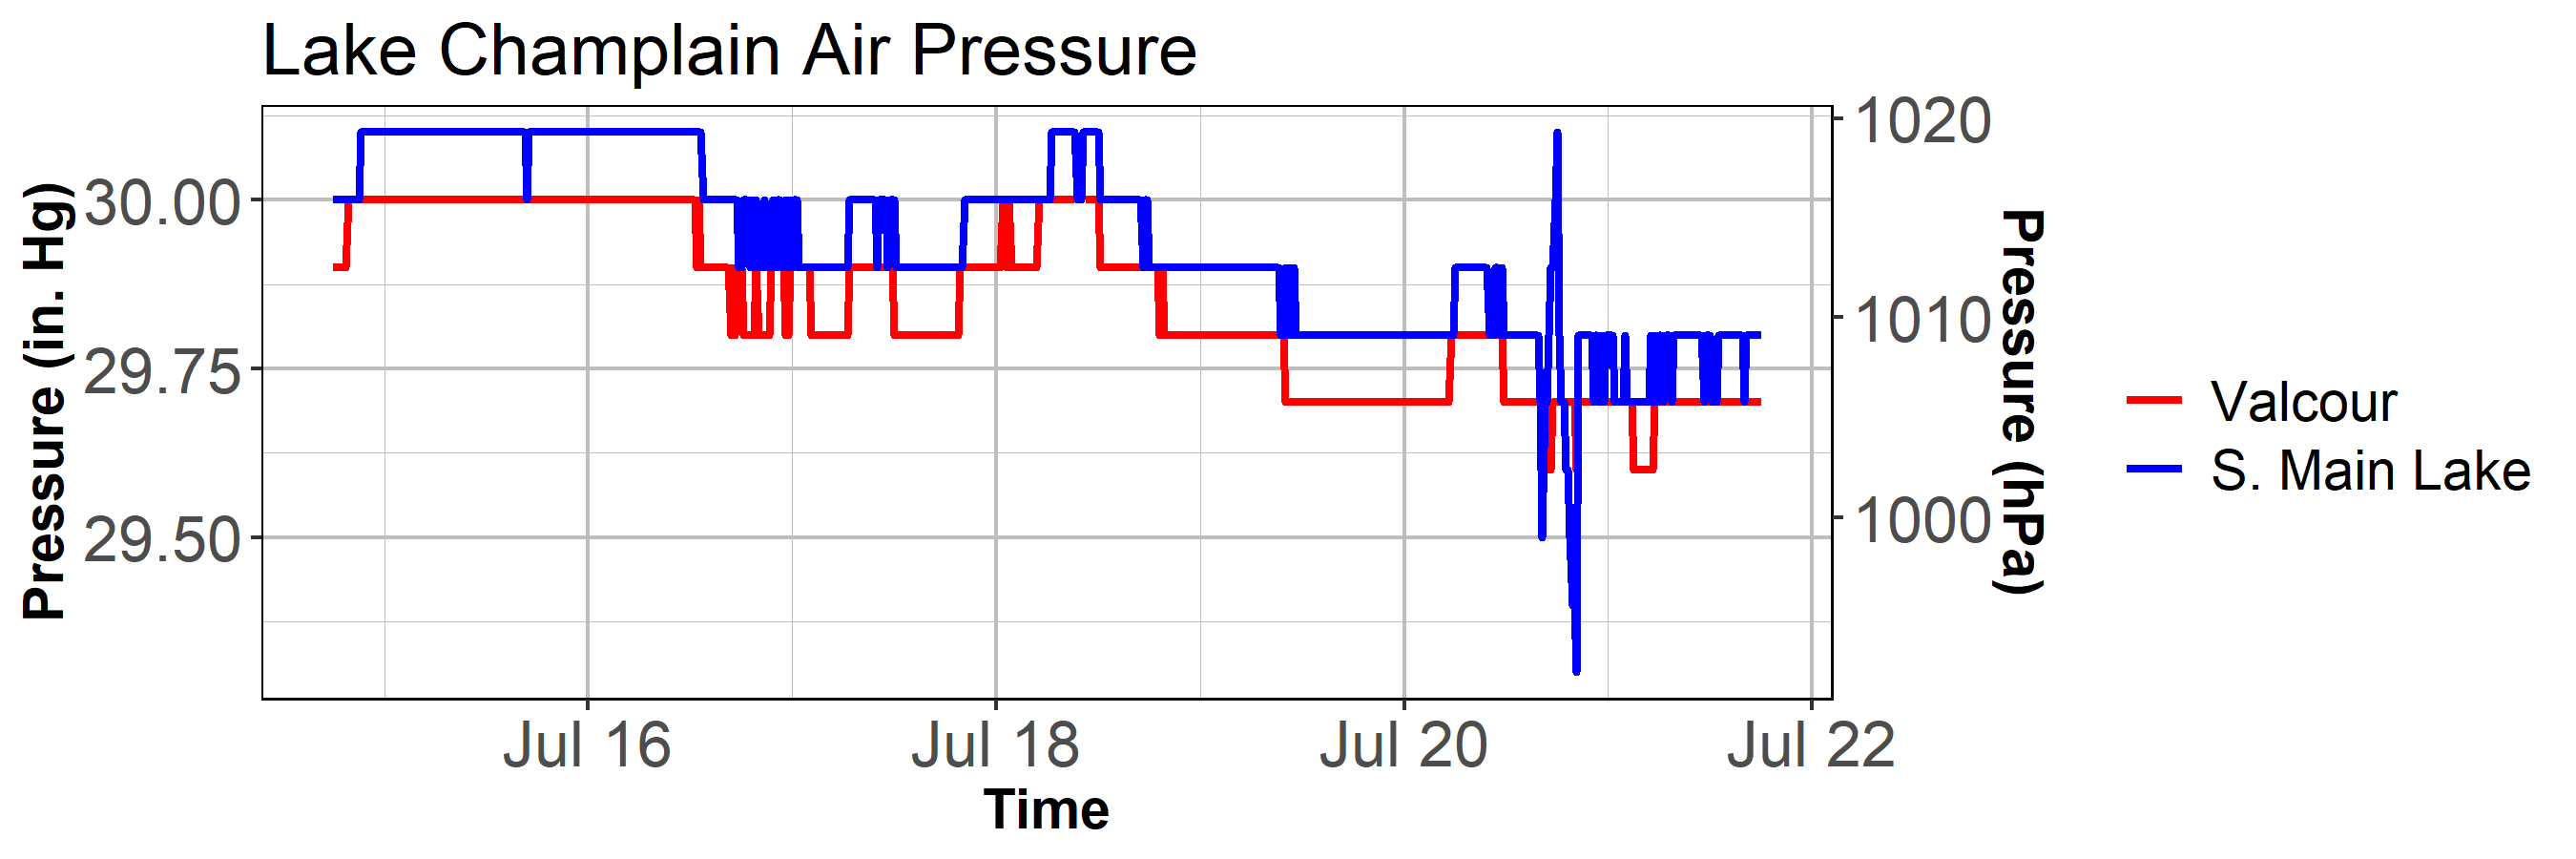 Lake Champlain Air Pressure
Pressure (in. Hg)
30.00
29.75
29.50
1020
1010
1000
Pressure (hPa)
Valcour
S. Main Lake
Jul 16
Jul 18
Jul 20
Jul 22
Time